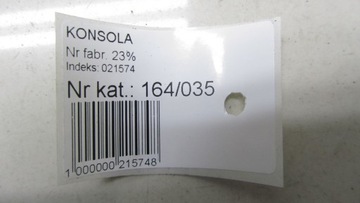 KONSOLA
Nr fabr. 23%
Indeks: 021574
Nr kat.: 164/035
1 000000 215748